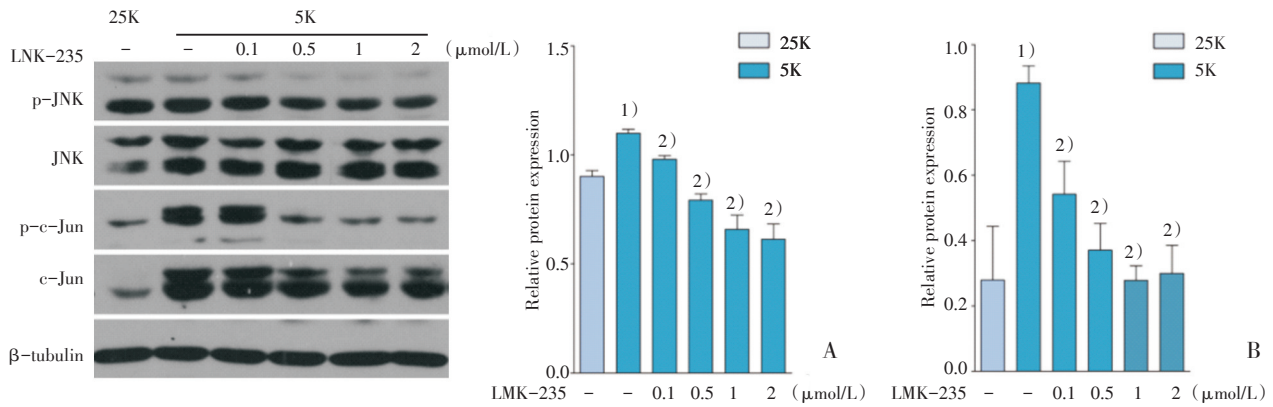 25K 5K
LNK-235 – – 0.1 0.5 1 2 (μmol/L)
p-JNK
JNK
p-c-Jun
c-Jun
β-tubulin
25K
5K
Relative protein expression
1.5
1.0
0.5
0.0
1)
2)
2)
2)
2)
A
LMK-235 – – 0.1 0.5 1 2 (μmol/L)
25K
5K
Relative protein expression
1.0
0.8
0.6
0.4
0.2
0.0
1)
2)
2)
2)
2)
B
– – 0.1 0.5 1 2 (μmol/L)